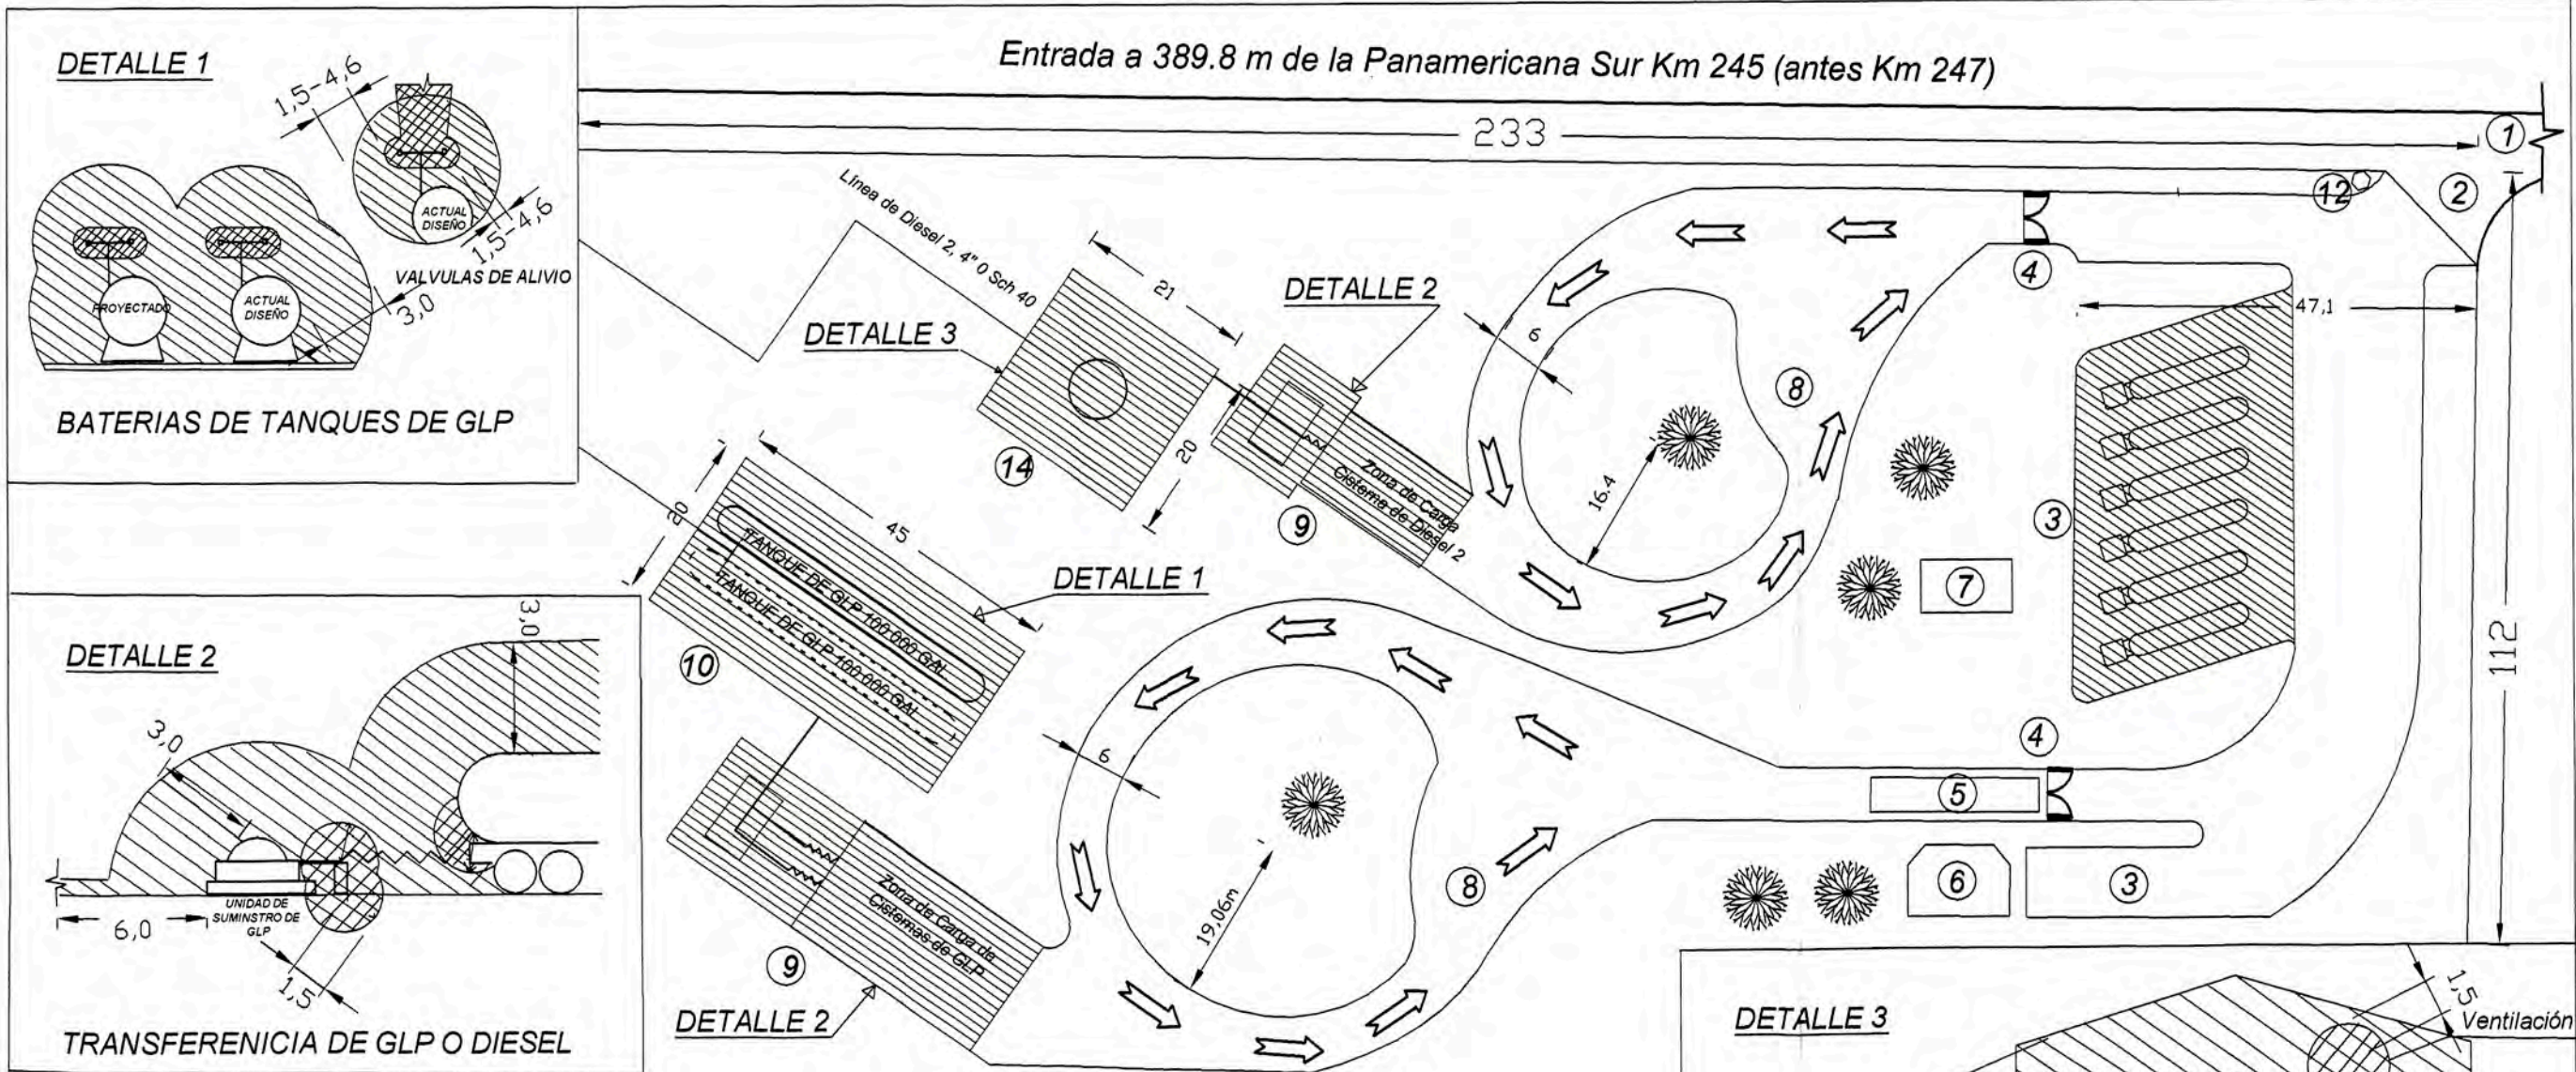 DETALLE 1
1,5-4,6
ACTUAL
DISEÑO
1,5-4,6
VALVULAS DE ALIVIO
PROYECTADO
ACTUAL
DISEÑO
3,0
BATERIAS DE TANQUES DE GLP
Entrada a 389.8 m de la Panamericana Sur Km 245 (antes Km 247)
233
1
2
12
4
47,1
Línea de Diesel 2, 4" 0 Sch 40
21
DETALLE 2
DETALLE 3
6
8
20
14
9
Zona de Carga
Cisterna de Diesel 2
16.4
3
7
20
45
TANQUE DE GLP 100 000 GAL
TANQUE DE GLP 100 000 GAL
DETALLE 1
10
112
4
5
6
3
6
8
19,06m
Zona de Carga de
Cisternas de GLP
9
DETALLE 2
DETALLE 2
3,0
3,0
UNIDAD DE
SUMINSTRO DE
GLP
6,0
1,5
TRANSFERENICIA DE GLP O DIESEL
DETALLE 3
1,5
Ventilación